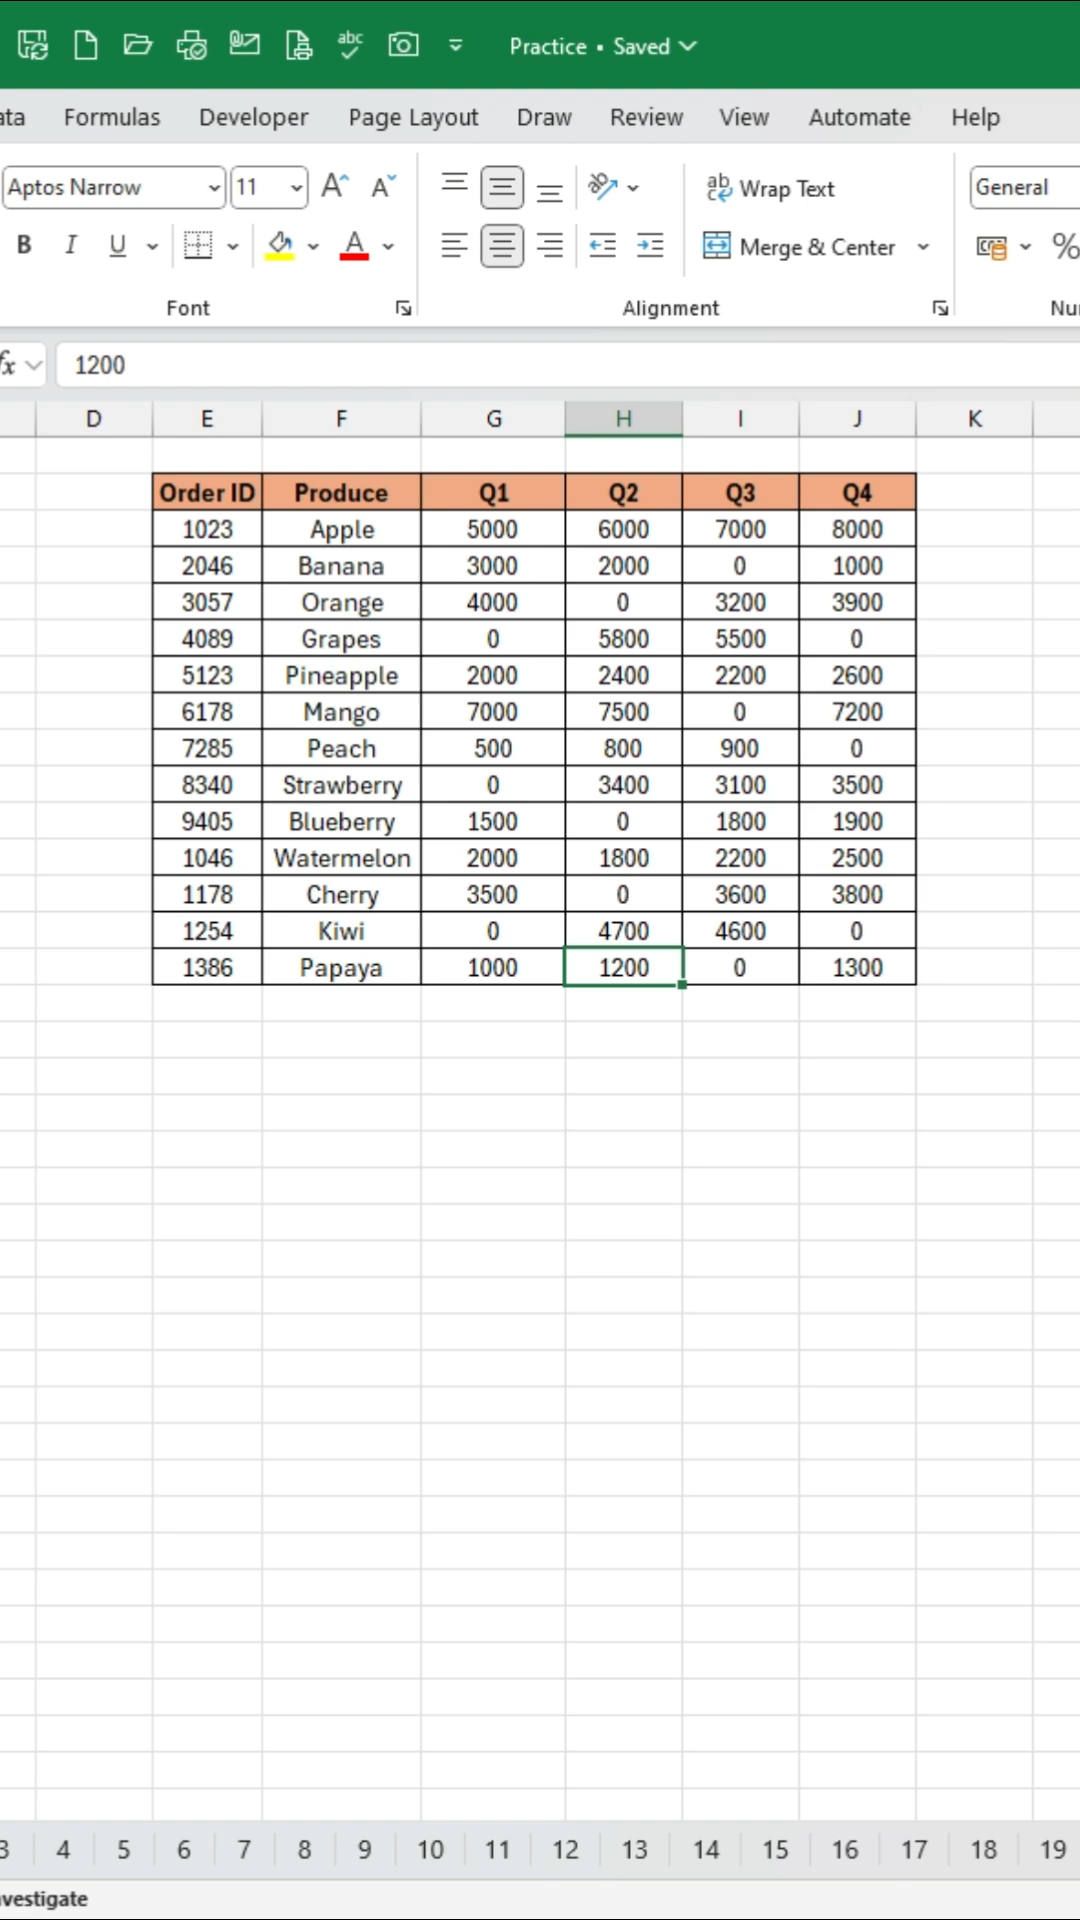 abc
Practice • Saved
ata Formulas Developer Page Layout Draw Review View Automate Help
Aptos Narrow 11 A A ab Wrap Text General
B I U A Merge & Center %
Font Alignment Nu
fx 1200
D E F G H I J K
Order ID Produce Q1 Q2 Q3 Q4
1023 Apple 5000 6000 7000 8000
2046 Banana 3000 2000 0 1000
3057 Orange 4000 0 3200 3900
4089 Grapes 0 5800 5500 0
5123 Pineapple 2000 2400 2200 2600
6178 Mango 7000 7500 0 7200
7285 Peach 500 800 900 0
8340 Strawberry 0 3400 3100 3500
9405 Blueberry 1500 0 1800 1900
1046 Watermelon 2000 1800 2200 2500
1178 Cherry 3500 0 3600 3800
1254 Kiwi 0 4700 4600 0
1386 Papaya 1000 1200 0 1300
3 4 5 6 7 8 9 10 11 12 13 14 15 16 17 18 19
vestigate